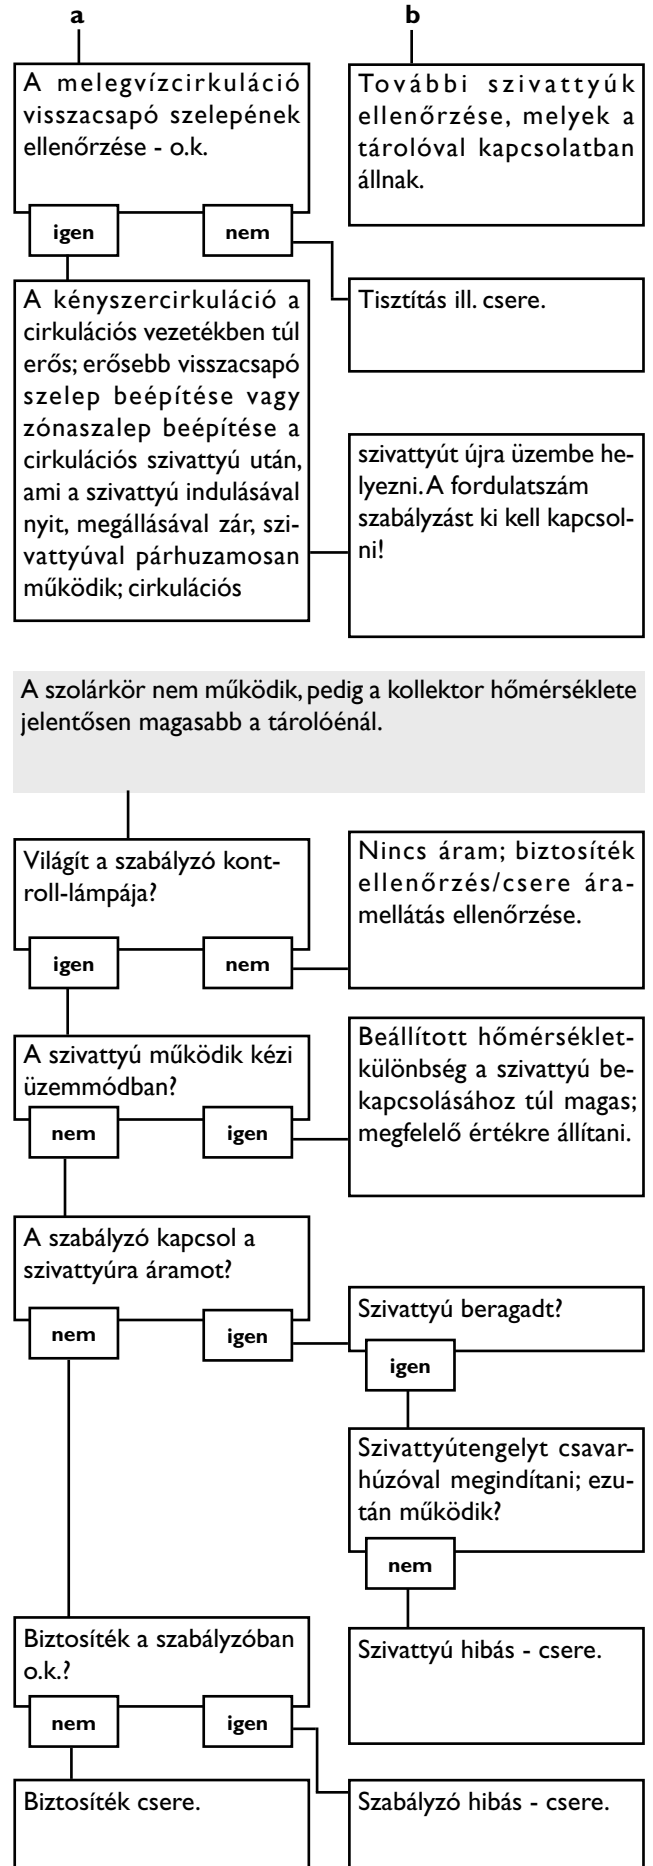 a
b
A melegvízcirkuláció
visszacsapó szelepének
ellenőrzése - o.k.
További szivattyúk
ellenőrzése, melyek a
tárolóval kapcsolatban
állnak.
igen
nem
Tisztítás ill. csere.
A kényszercirkuláció a
cirkulációs vezetékben túl
erős; erősebb visszacsapó
szelep beépítése vagy
zónaszalep beépítése a
cirkulációs szivattyú után,
ami a szivattyú indulásával
nyit, megállásával zár, szi-
vattyúval párhuzamosan
működik; cirkulációs
szivattyút újra üzembe he-
lyezni. A fordulatszám
szabályzást ki kell kapcsol-
ni!
A szolárkör nem működik, pedig a kollektor hőmérséklete
jelentősen magasabb a tárolóénál.
Világít a szabályzó kont-
roll-lámpája?
igen
nem
Nincs áram; biztosíték
ellenőrzés/csere ára-
mellátás ellenőrzése.
A szivattyú működik kézi
üzemmódban?
nem
igen
Beállított hőmérséklet-
különbség a szivattyú be-
kapcsolásához túl magas;
megfelelő értékre állítani.
A szabályzó kapcsol a
szivattyúra áramot?
nem
igen
Szivattyú beragadt?
igen
Szivattyútengelyt csavar-
húzóval megindítani; ezu-
tán működik?
nem
Szivattyú hibás - csere.
Biztosíték a szabályzóban
o.k.?
nem
igen
Biztosíték csere.
Szabályzó hibás - csere.